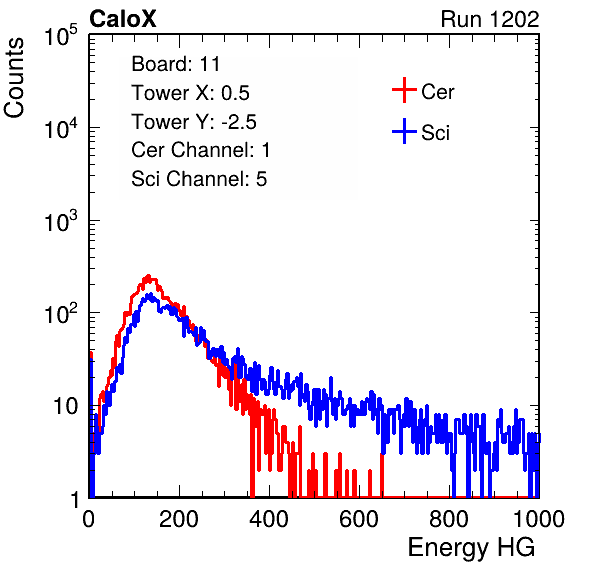 CaloX
Run 1202
Board: 11
Tower X: 0.5
Tower Y: -2.5
Cer Channel: 1
Sci Channel: 5
Cer
Sci
Counts
10^5
10^4
10^3
10^2
10
1
0 200 400 600 800 1000
Energy HG